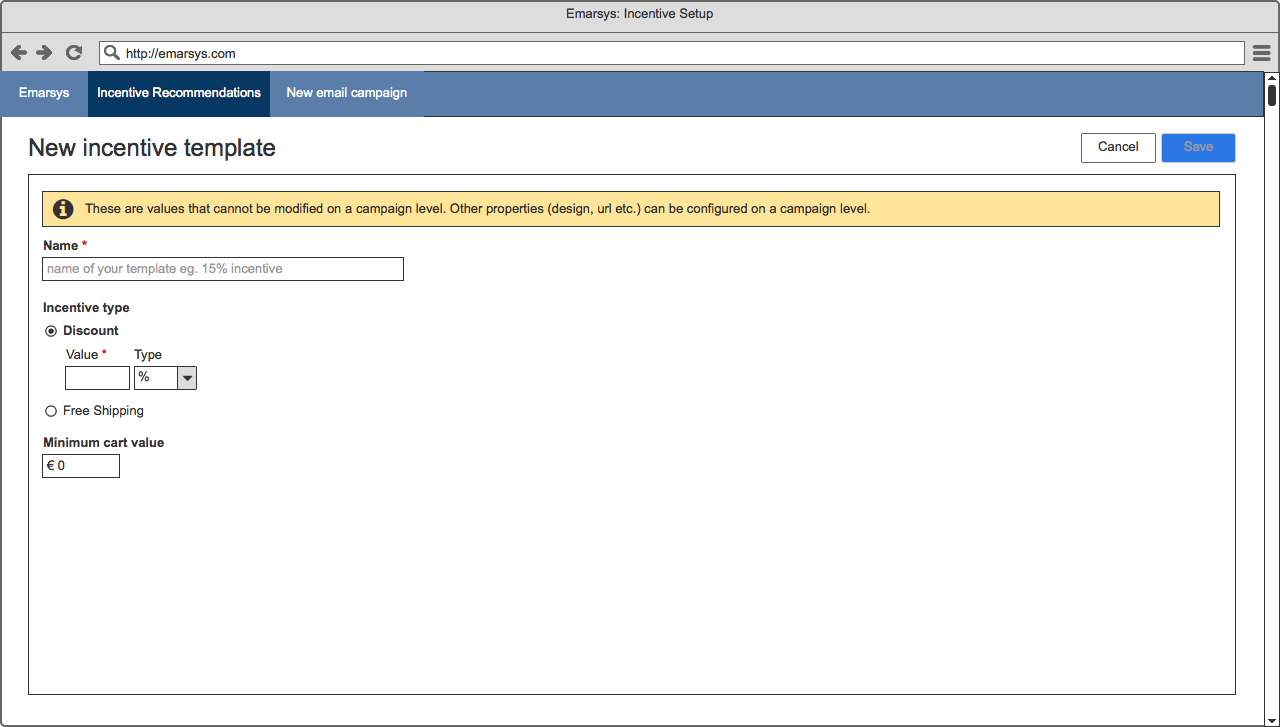 Emarsys: Incentive Setup
http://emarsys.com
Emarsys Incentive Recommendations New email campaign
New incentive template
Cancel Save
These are values that cannot be modified on a campaign level. Other properties (design, url etc.) can be configured on a campaign level.
Name *
name of your template eg. 15% incentive
Incentive type
Discount
Value * Type
%
Free Shipping
Minimum cart value
€ 0